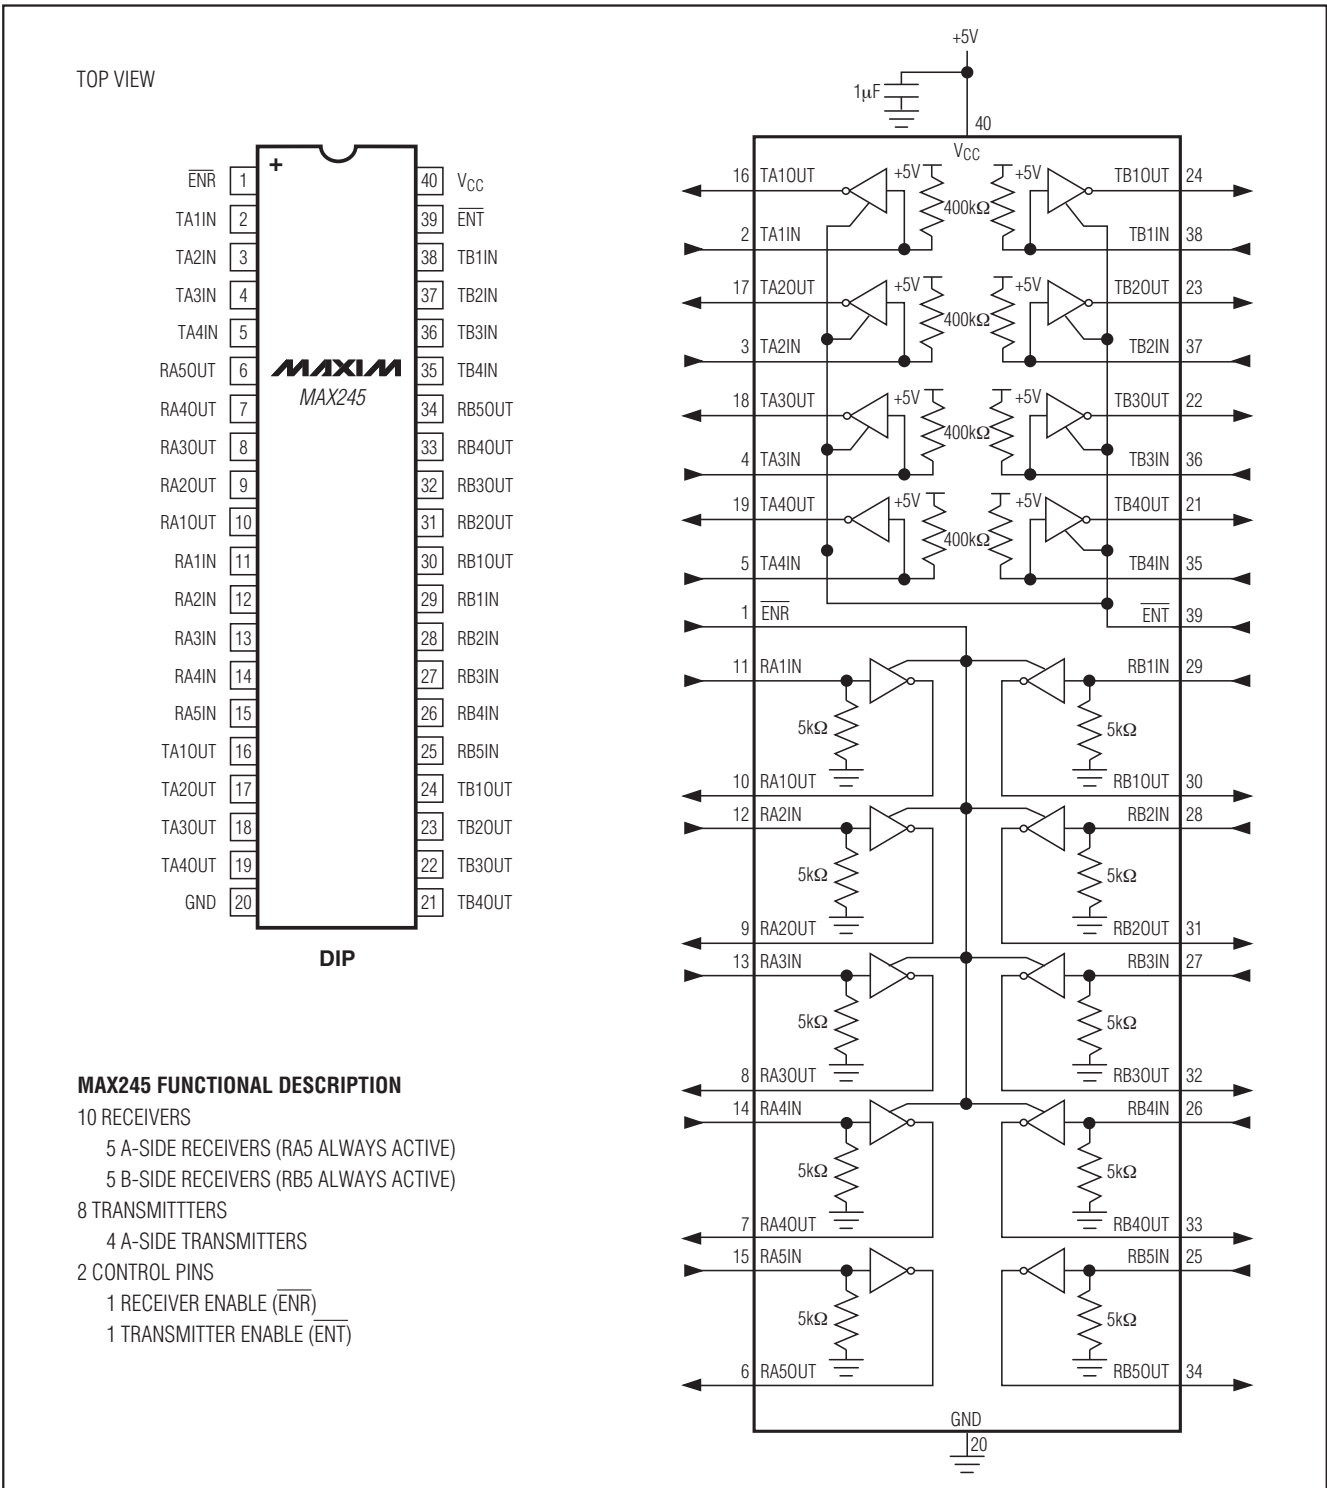 TOP VIEW
+
ENR 1
TA1IN 2
TA2IN 3
TA3IN 4
TA4IN 5
RA5OUT 6
RA4OUT 7
RA3OUT 8
RA2OUT 9
RA1OUT 10
RA1IN 11
RA2IN 12
RA3IN 13
RA4IN 14
RA5IN 15
TA1OUT 16
TA2OUT 17
TA3OUT 18
TA4OUT 19
GND 20
MAXIM
MAX245
40 VCC
39 ENT
38 TB1IN
37 TB2IN
36 TB3IN
35 TB4IN
34 RB5OUT
33 RB4OUT
32 RB3OUT
31 RB2OUT
30 RB1OUT
29 RB1IN
28 RB2IN
27 RB3IN
26 RB4IN
25 RB5IN
24 TB1OUT
23 TB2OUT
22 TB3OUT
21 TB4OUT
DIP
MAX245 FUNCTIONAL DESCRIPTION
10 RECEIVERS
5 A-SIDE RECEIVERS (RA5 ALWAYS ACTIVE)
5 B-SIDE RECEIVERS (RB5 ALWAYS ACTIVE)
8 TRANSMITTTERS
4 A-SIDE TRANSMITTERS
2 CONTROL PINS
1 RECEIVER ENABLE (ENR)
1 TRANSMITTER ENABLE (ENT)
+5V
1µF
40
VCC
16 TA1OUT +5V +5V TB1OUT 24
400kΩ
2 TA1IN TB1IN 38
17 TA2OUT +5V +5V TB2OUT 23
400kΩ
3 TA2IN TB2IN 37
18 TA3OUT +5V +5V TB3OUT 22
400kΩ
4 TA3IN TB3IN 36
19 TA4OUT +5V +5V TB4OUT 21
400kΩ
5 TA4IN TB4IN 35
1 ENR ENT 39
11 RA1IN RB1IN 29
5kΩ 5kΩ
10 RA1OUT RB1OUT 30
12 RA2IN RB2IN 28
5kΩ 5kΩ
9 RA2OUT RB2OUT 31
13 RA3IN RB3IN 27
5kΩ 5kΩ
8 RA3OUT RB3OUT 32
14 RA4IN RB4IN 26
5kΩ 5kΩ
7 RA4OUT RB4OUT 33
15 RA5IN RB5IN 25
5kΩ 5kΩ
6 RA5OUT RB5OUT 34
GND
20